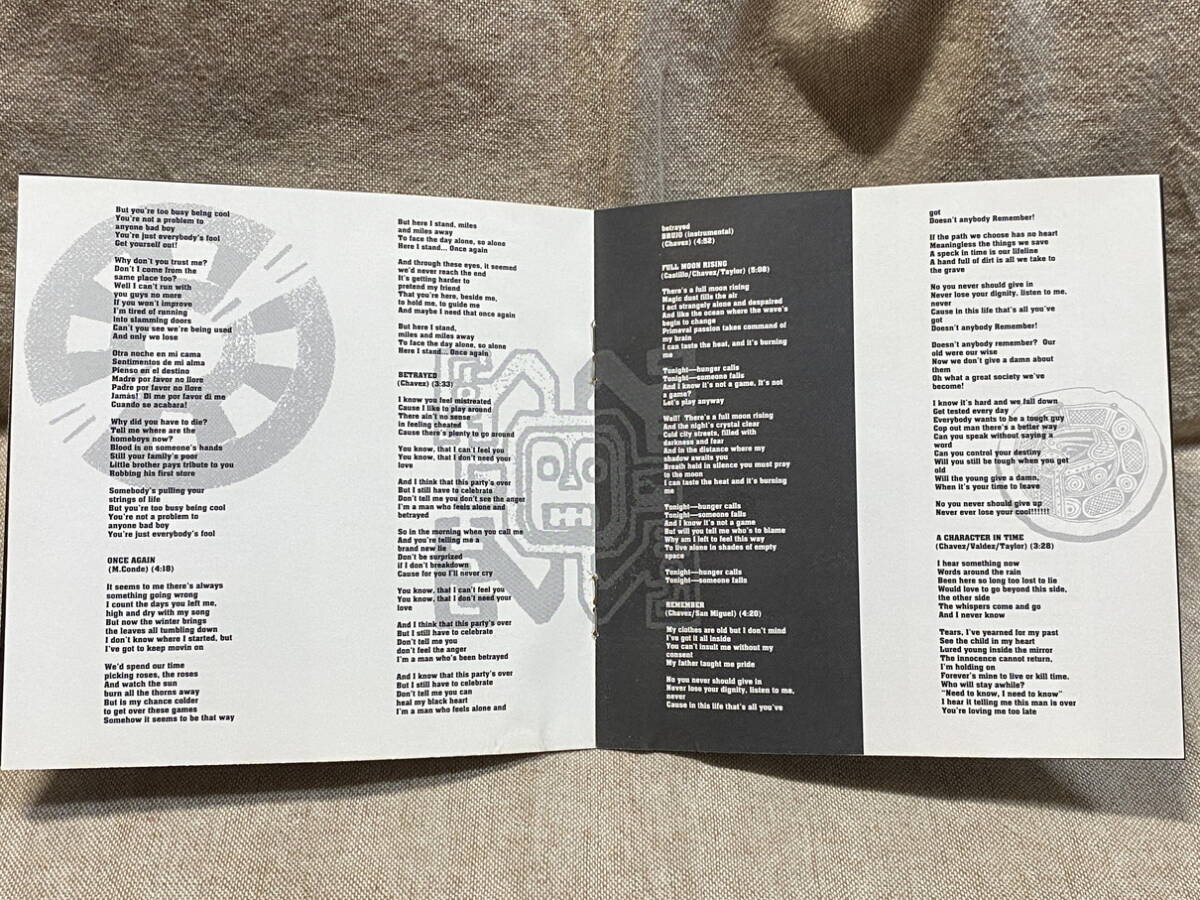 But you're too busy being cool
You're not a problem to
anyone bad boy
You're just everybody's fool
Get yourself out!
Why don't you trust me?
Don't I come from the
same place too?
Well I can't run with
you guys no more
If you won't improve
I'm tired of running
Into slamming doors
Can't you see we're being used
And only we lose
Otra noche en mi cama
Sentimentos de mi alma
Pienso en el destino
Madre por favor no llore
Padre por favor no llore
Jamás! Di me por favor di me
Cuando se acabara!
Why did you have to die?
Tell me where are the
homeboys now?
Blood is on someone's hands
Still your family's poor
Little brother pays tribute to you
Robbing his first store
Somebody's pulling your
strings of life
But you're too busy being cool
You're not a problem to
anyone bad boy
You're just everybody's fool
ONCE AGAIN
(M.Conde) (4:18)
It seems to me there's always
something going wrong
I count the days you left me,
high and dry with my song
But now the winter brings
the leaves all tumbling down
I don't know where I started, but
I've got to keep movin on
We'd spend our time
picking roses, the roses
And watch the sun
burn all the thorns away
But is my chance colder
to get over these games
Somehow it seems to be that way
But here I stand, miles
and miles away
To face the day alone, so alone
Here I stand... Once again
And through these eyes, it seemed
we'd never reach the end
It's getting harder to
pretend my friend
That you're here, beside me,
to hold me, to guide me
And maybe I need that once again
But here I stand,
miles and miles away
To face the day alone, so alone
Here I stand... Once again
BETRAYED
(Chavez) (3:33)
I know you feel mistreated
Cause I like to play around
There ain't no sense
in feeling cheated
Cause there's plenty to go around
You know, that I can't feel you
You know, that I don't need your
love
And I think that this party's over
But I still have to celebrate
Don't tell me you don't see the anger
I'm a man who feels alone and
betrayed
So in the morning when you call me
And you're telling me a
brand new lie
Don't be surprized
if I don't breakdown
Cause for you I'll never cry
You know, that I can't feel you
You know, that I don't need your
love
And I think that this party's over
But I still have to celebrate
Don't tell me you
don't feel the anger
I'm a man who's been betrayed
And I know that this party's over
But I still have to celebrate
Don't tell me you can
heal my black heart
I'm a man who feels alone and
betrayed
BRUJO (instrumental)
(Chavez) (4:52)
FULL MOON RISING
(Castillo/Chavez/Taylor) (5:08)
There's a full moon rising
Magic dust fills the air
I act strangely alone and despaired
And like the ocean where the wave's
begin to change
Primeval passion takes command of
my brain
I can taste the heat, and it's burning
me
Tonight—hunger calls
Tonight—someone falls
And I know it's not a game, It's not
a game?
Let's play anyway
Well! There's a full moon rising
And the night's crystal clear
Cold city streets, filled with
darkness and fear
And in the distance where my
shadow awaits you
Breath held in silence you must pray
to the moon
I can taste the heat and it's burning
me
Tonight—hunger calls
Tonight—someone falls
And I know it's not a game
But will you tell me who's to blame
Why am I left to feel this way
To live alone in shades of empty
space
Tonight—hunger calls
Tonight—someone falls
REMEMBER
(Chavez/San Miguel) (4:20)
My clothes are old but I don't mind
I've got it all inside
You can't insult me without my
consent
My father taught me pride
No you never should give in
Never lose your dignity, listen to me,
never
Cause in this life that's all you've
got
Doesn't anybody Remember!
If the path we choose has no heart
Meaningless the things we save
A speck in time is our lifeline
A hand full of dirt is all we take to
the grave
No you never should give in
Never lose your dignity, listen to me,
never
Cause in this life that's all you've
got
Doesn't anybody Remember!
Doesn't anybody remember? Our
old were our wise
Now we don't give a damn about
them
Oh what a great society we've
become!
I know it's hard and we fall down
Get tested every day
Everybody wants to be a tough guy
Cop out man there's a better way
Can you speak without saying a
word
Can you control your destiny
Will you still be tough when you get
old
Will the young give a damn,
When it's your time to leave
No you never should give up
Never ever lose your cool!!!!!!
A CHARACTER IN TIME
(Chavez/Valdez/Taylor) (3:28)
I hear something now
Words around the rain
Been here so long too lost to lie
Would love to go beyond this side,
the other side
The whispers come and go
And I never know
Tears, I've yearned for my past
See the child in my heart
Lured young inside the mirror
The innocence cannot return,
I'm holding on
Forever's mine to live or kill time.
Who will stay awhile?
"Need to know, I need to know"
I hear it telling me this man is over
You're loving me too late